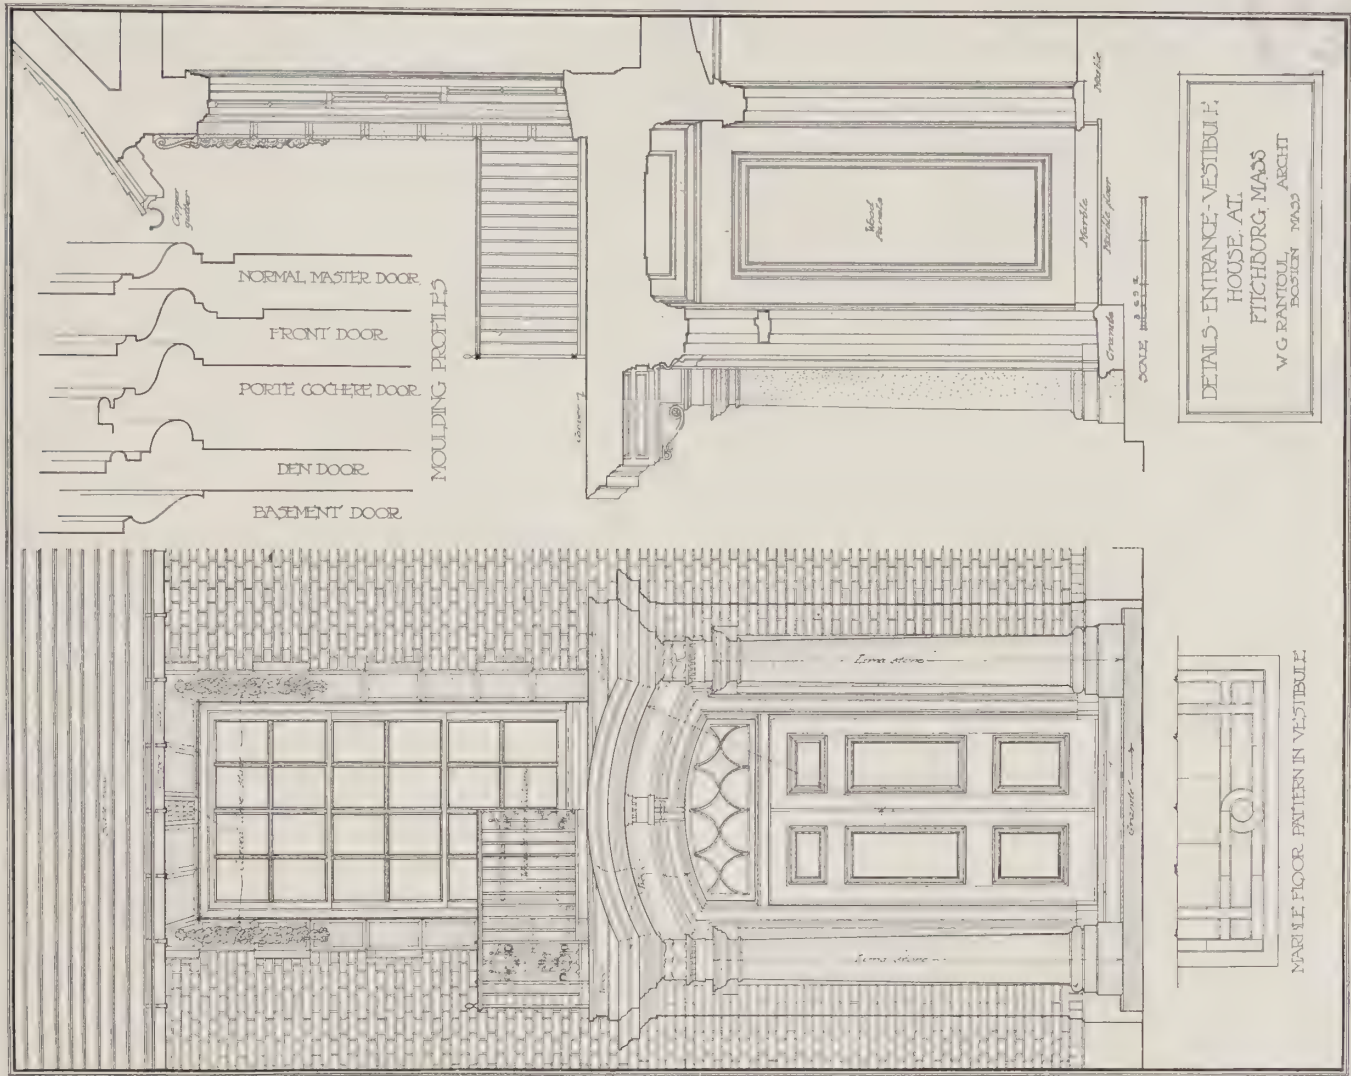 Copper
gutter
NORMAL MASTER DOOR
FRONT DOOR
PORTE COCHERE DOOR
DEN DOOR
BASEMENT DOOR
MOULDING PROFILES
Wood
Panels
Marble
Marble
Marble floor
Granite
SCALE
DETAILS - ENTRANCE - VESTIBULE
HOUSE AT
FITCHBURG MASS
W G RANTOUL ARCHT
BOSTON MASS
Lime stone
Lime stone
Granite
MARBLE FLOOR PATTERN IN VESTIBULE